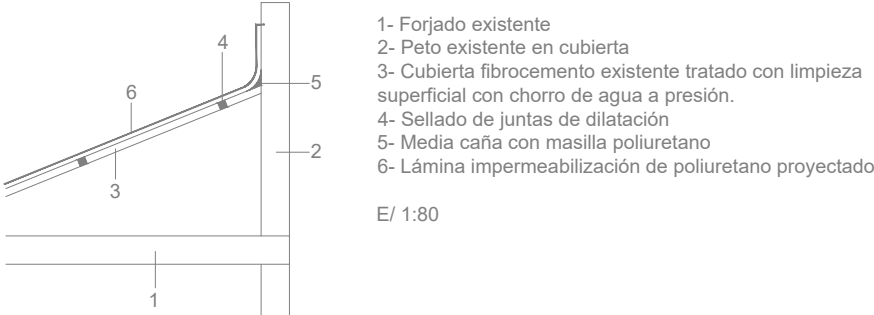 4
5
6
2
3
1
1- Forjado existente
2- Peto existente en cubierta
3- Cubierta fibrocemento existente tratado con limpieza
superficial con chorro de agua a presión.
4- Sellado de juntas de dilatación
5- Media caña con masilla poliuretano
6- Lámina impermeabilización de poliuretano proyectado
E/ 1:80